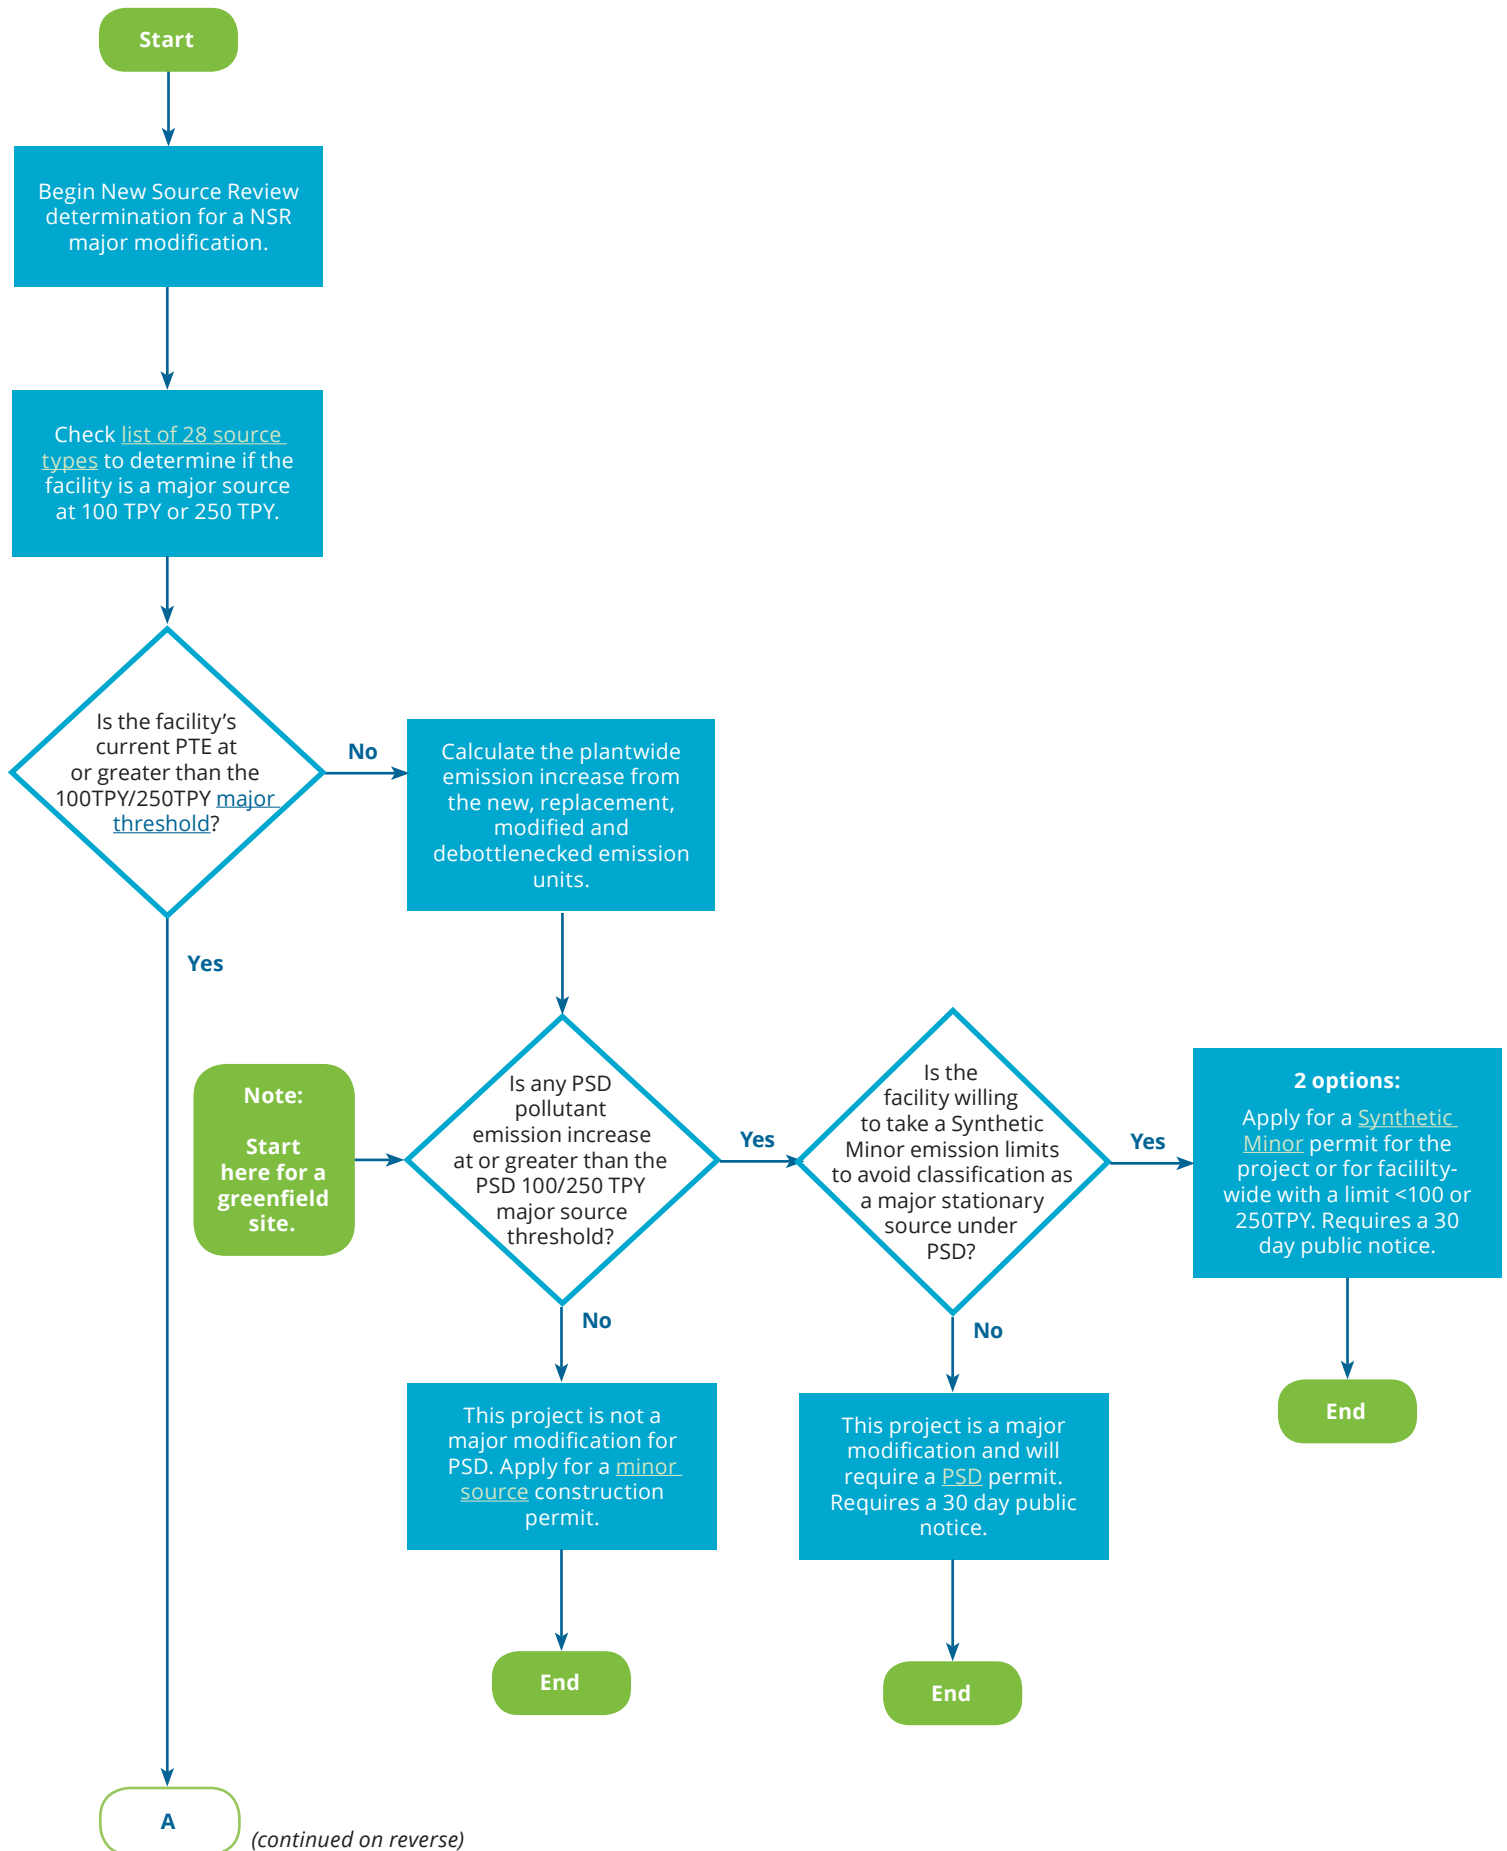 Start
Begin New Source Review
determination for a NSR
major modification.
Check list of 28 source
types to determine if the
facility is a major source
at 100 TPY or 250 TPY.
Is the facility’s
current PTE at
or greater than the
100TPY/250TPY major
threshold?
No
Calculate the plantwide
emission increase from
the new, replacement,
modified and
debottlenecked emission
units.
Yes
Note:
Start
here for a
greenfield
site.
Is any PSD
pollutant
emission increase
at or greater than the
PSD 100/250 TPY
major source
threshold?
Yes
Is the
facility willing
to take a Synthetic
Minor emission limits
to avoid classification as
a major stationary
source under
PSD?
Yes
2 options:
Apply for a Synthetic
Minor permit for the
project or for facililty-
wide with a limit <100 or
250TPY. Requires a 30
day public notice.
No
No
This project is not a
major modification for
PSD. Apply for a minor
source construction
permit.
This project is a major
modification and will
require a PSD permit.
Requires a 30 day public
notice.
End
End
End
A
(continued on reverse)